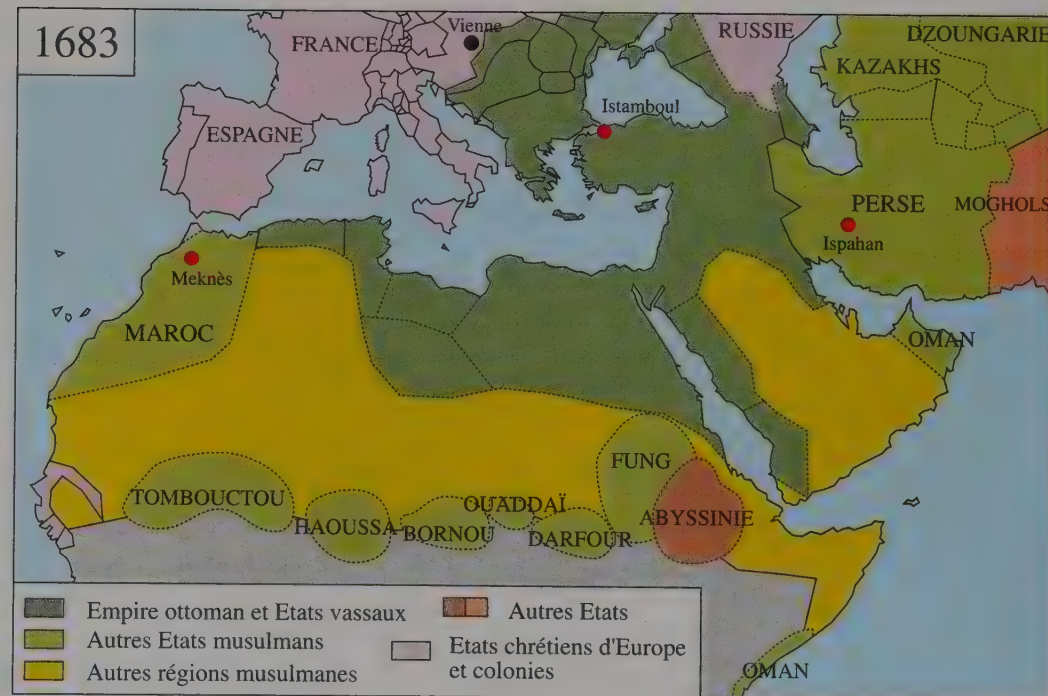 1683
Vienne
FRANCE
RUSSIE
DZOUNGARIE
KAZAKHS
Istamboul
ESPAGNE
PERSE
MOGHOLS
Ispahan
Meknès
MAROC
OMAN
FUNG
TOMBOUCTOU
OUADDAÏ
HAOUSSA
BORNOU
DARFOUR
ABYSSINIE
Empire ottoman et Etats vassaux
Autres Etats musulmans
Autres régions musulmanes
Autres Etats
Etats chrétiens d'Europe
et colonies
OMAN